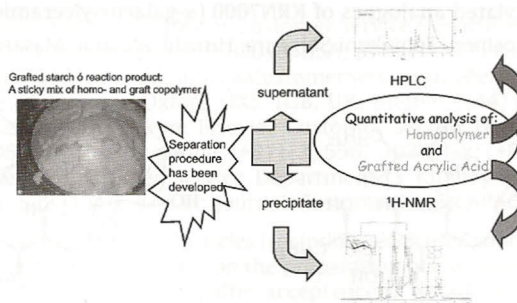 Grafted starch ó reaction product:
A sticky mix of homo- and graft copolymer
Separation
procedure
has been
developed
supernatant
precipitate
HPLC
Quantitative analysis of:
Homopolymer
and
Grafted Acrylic Acid
¹H-NMR